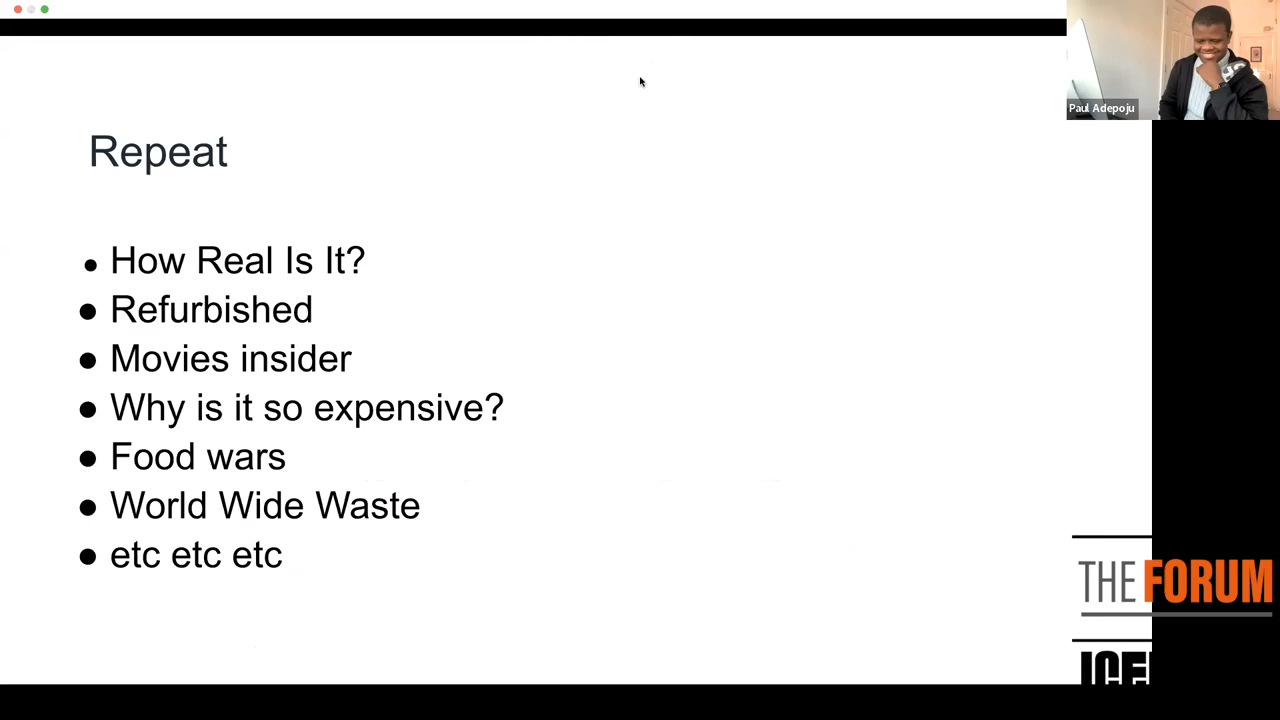 Paul Adepoju
Repeat
• How Real Is It?
● Refurbished
● Movies insider
● Why is it so expensive?
● Food wars
● World Wide Waste
● etc etc etc
THE FORUM